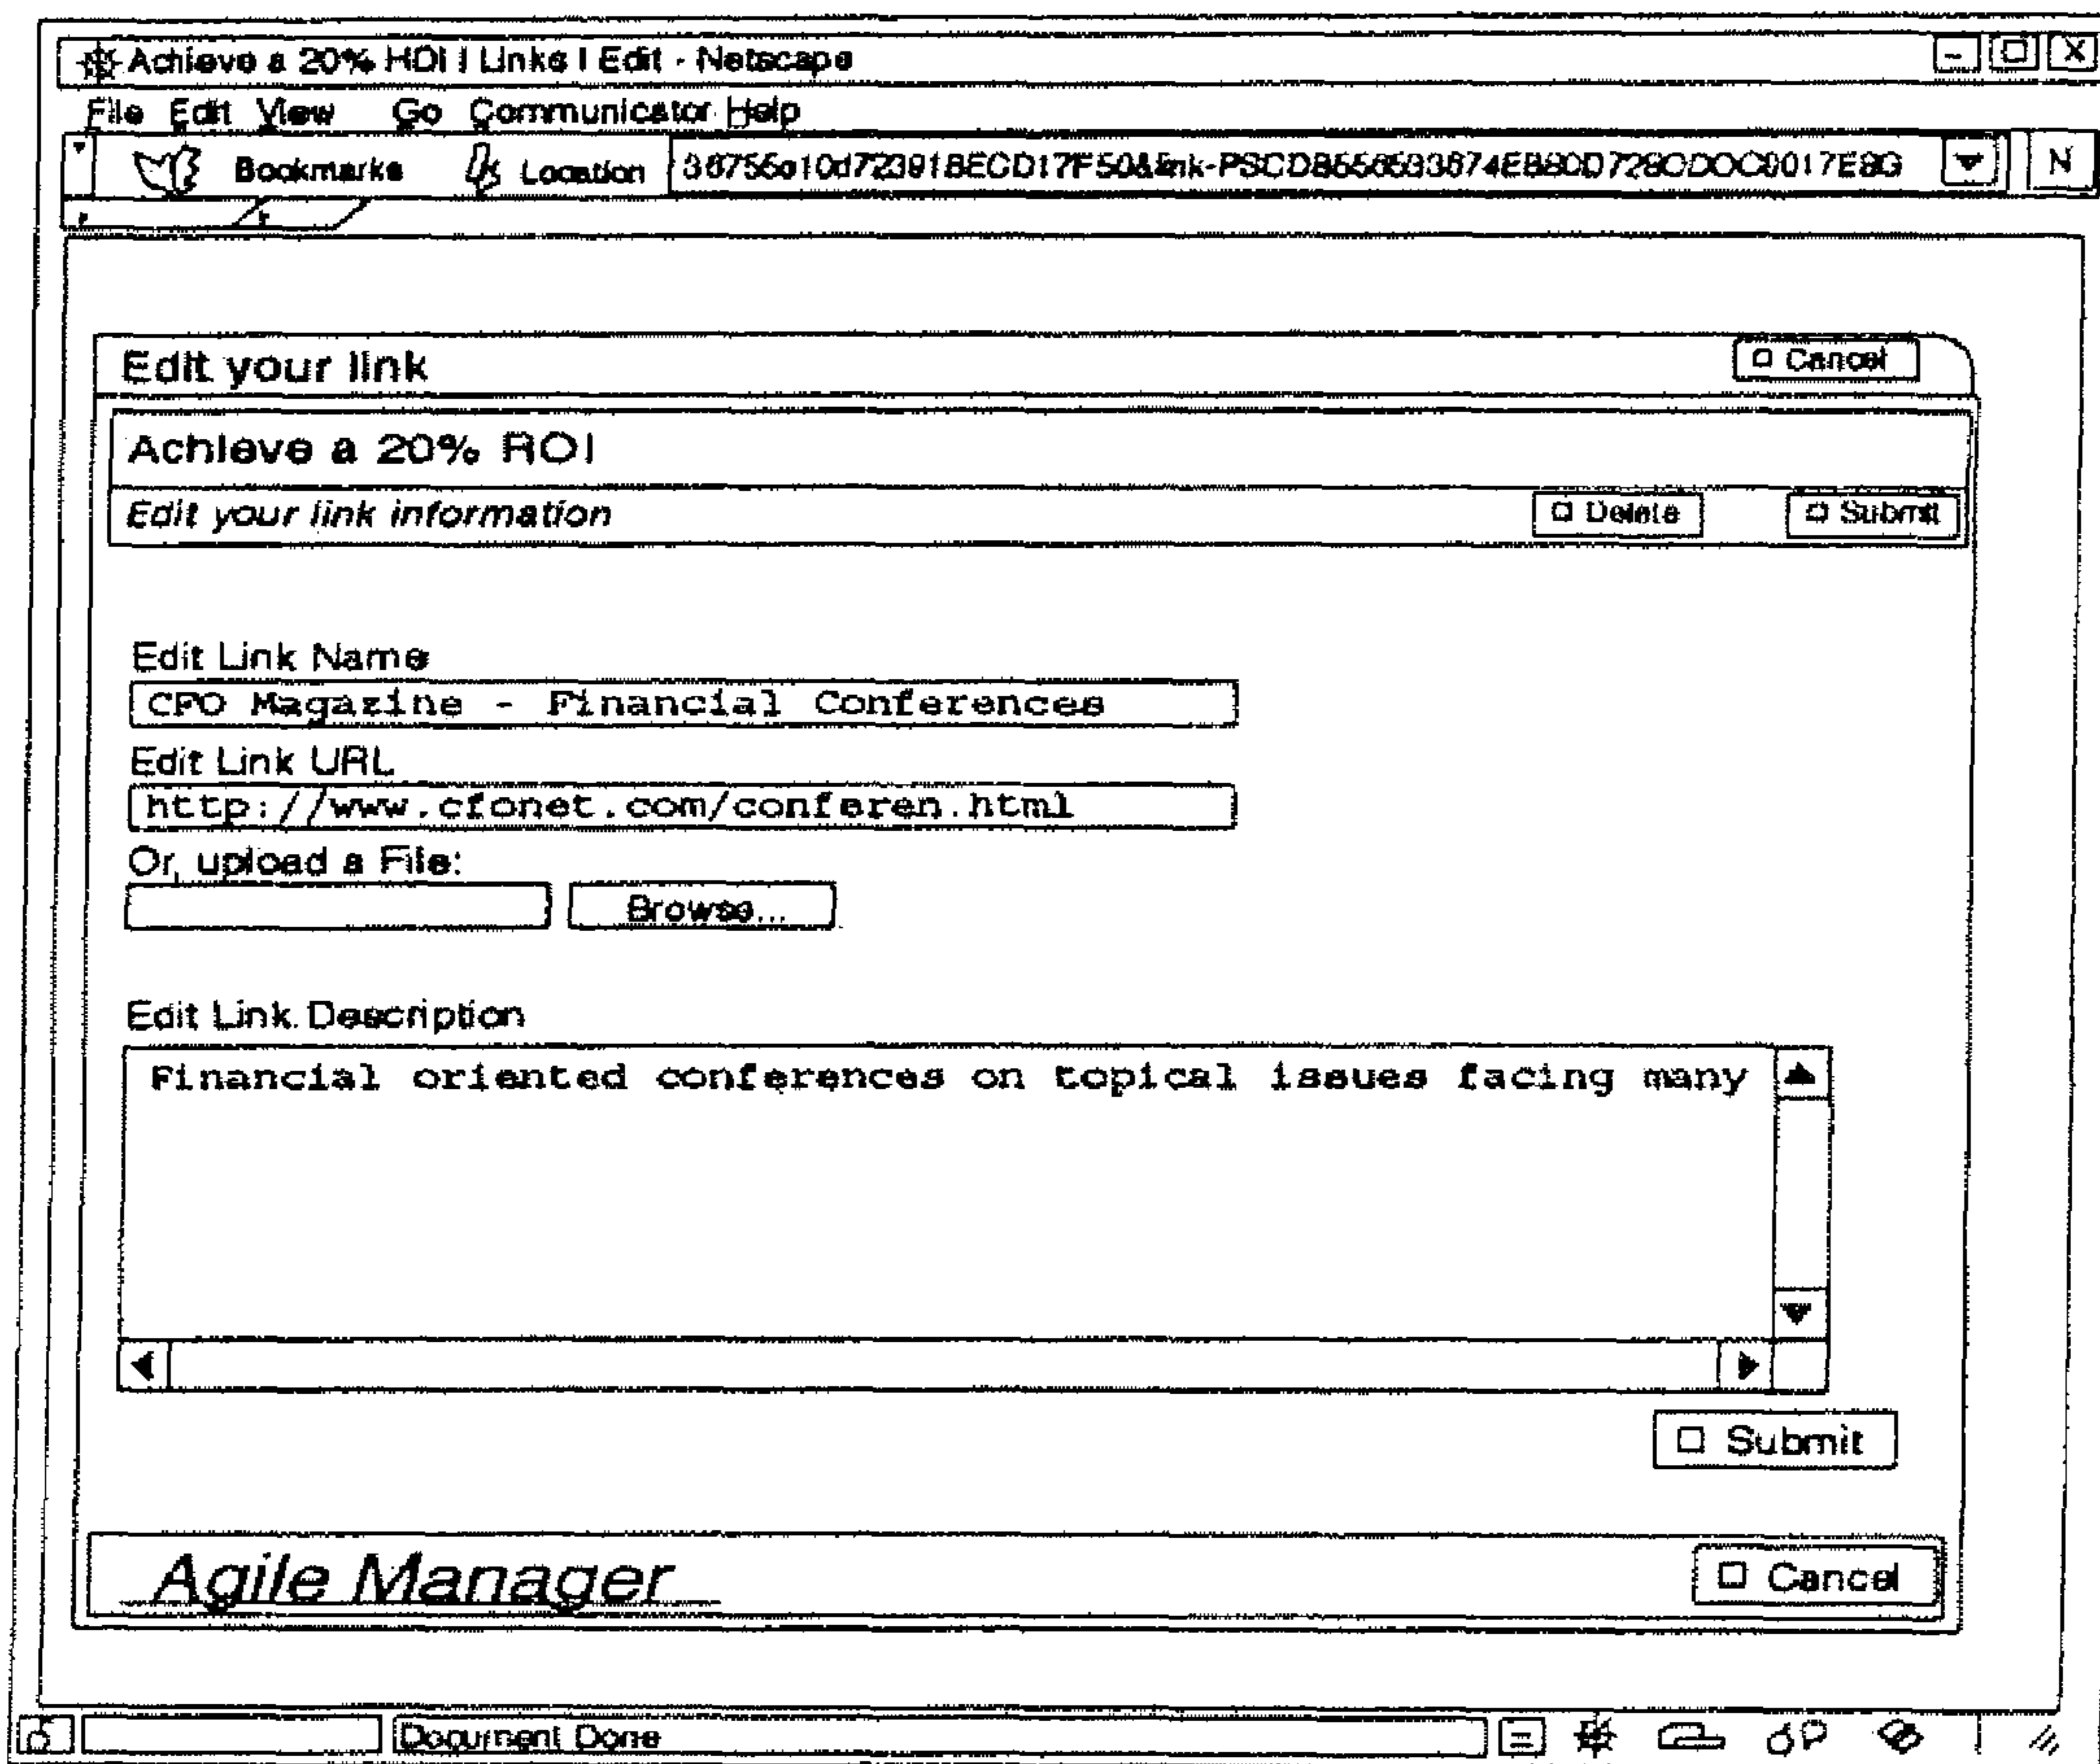 Achieve a 20% HOI | Links | Edit - Netscape
File Edit View Go Communicator Help
Bookmarks Location N
Edit your link Cancel
Achieve a 20% ROI
Edit your link information Delete Submit
Edit Link Name
CFO Magazine - Financial Conferences
Edit Link URL
http://www.cfonet.com/conferen.html
Or, upload a File:
Browse...
Edit Link Description
Financial oriented conferences on topical issues facing many
Submit
Agile Manager Cancel
Document Done